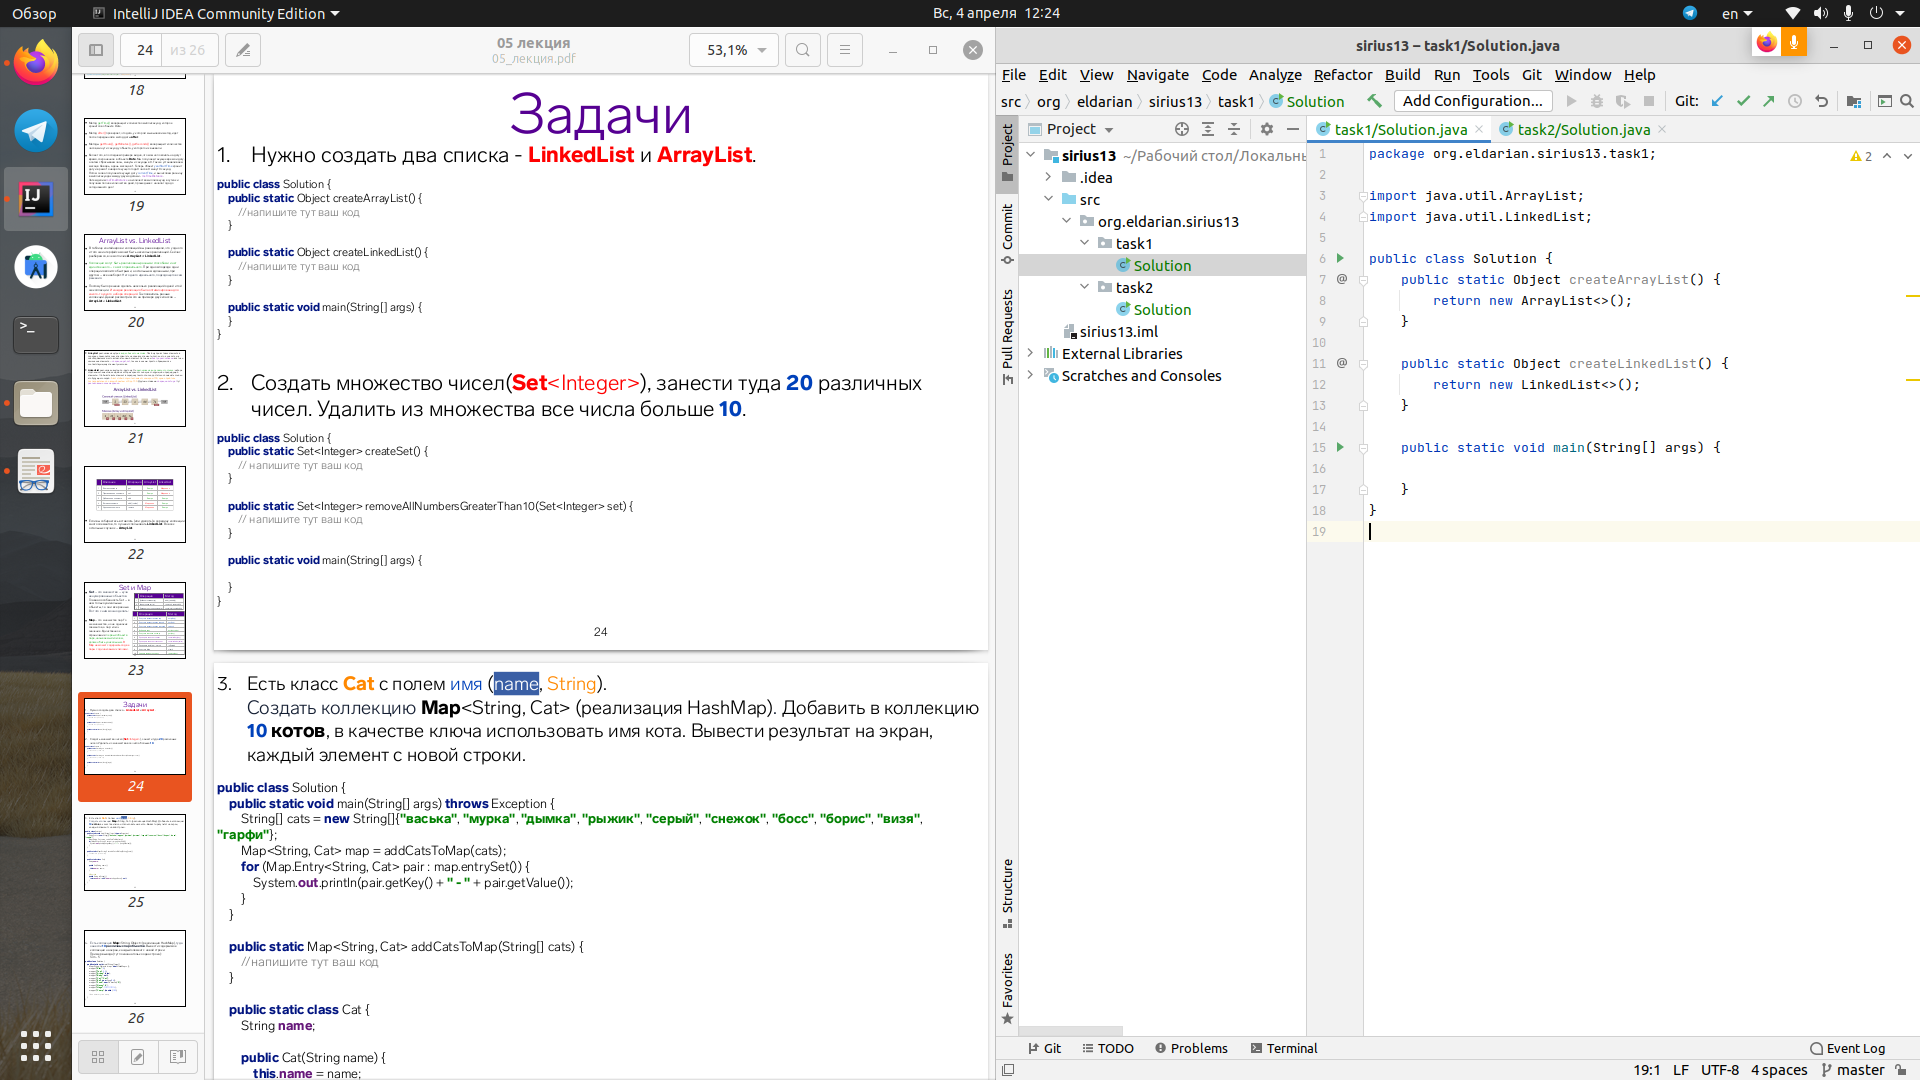 Обзор
IntelliJ IDEA Community Edition
Вс, 4 апреля 12:24
en
24 из 26
05 лекция
05_лекция.pdf
53,1%
18
19
ArrayList vs. LinkedList
20
ArrayList vs. LinkedList
21
22
Set и Map
23
Задачи
24
25
26
Задачи
1. Нужно создать два списка - LinkedList и ArrayList.
public class Solution {
public static Object createArrayList() {
//напишите тут ваш код
}
public static Object createLinkedList() {
//напишите тут ваш код
}
public static void main(String[] args) {
}
}
2. Создать множество чисел(Set<Integer>), занести туда 20 различных
чисел. Удалить из множества все числа больше 10.
public class Solution {
public static Set<Integer> createSet() {
// напишите тут ваш код
}
public static Set<Integer> removeAllNumbersGreaterThan10(Set<Integer> set) {
// напишите тут ваш код
}
public static void main(String[] args) {
}
}
24
3. Есть класс Cat с полем имя (name, String).
Создать коллекцию Map<String, Cat> (реализация HashMap). Добавить в коллекцию
10 котов, в качестве ключа использовать имя кота. Вывести результат на экран,
каждый элемент с новой строки.
public class Solution {
public static void main(String[] args) throws Exception {
String[] cats = new String[]{"васька", "мурка", "дымка", "рыжик", "серый", "снежок", "босс", "борис", "визя",
"гарфи"};
Map<String, Cat> map = addCatsToMap(cats);
for (Map.Entry<String, Cat> pair : map.entrySet()) {
System.out.println(pair.getKey() + " - " + pair.getValue());
}
}
public static Map<String, Cat> addCatsToMap(String[] cats) {
//напишите тут ваш код
}
public static class Cat {
String name;
public Cat(String name) {
this.name = name;
sirius13 – task1/Solution.java
File Edit View Navigate Code Analyze Refactor Build Run Tools Git Window Help
src org eldarian sirius13 task1 Solution
Add Configuration...
Git:
Project
task1/Solution.java
task2/Solution.java
Project
Commit
Pull Requests
Structure
Favorites
sirius13 ~/Рабочий стол/Локальнь
.idea
src
org.eldarian.sirius13
task1
Solution
task2
Solution
sirius13.iml
External Libraries
Scratches and Consoles
2
1 package org.eldarian.sirius13.task1;
2
3 import java.util.ArrayList;
4 import java.util.LinkedList;
5
6 public class Solution {
7 @ public static Object createArrayList() {
8 return new ArrayList<>();
9 }
10
11 @ public static Object createLinkedList() {
12 return new LinkedList<>();
13 }
14
15 public static void main(String[] args) {
16
17 }
18 }
19
Git TODO Problems Terminal
Event Log
19:1 LF UTF-8 4 spaces master